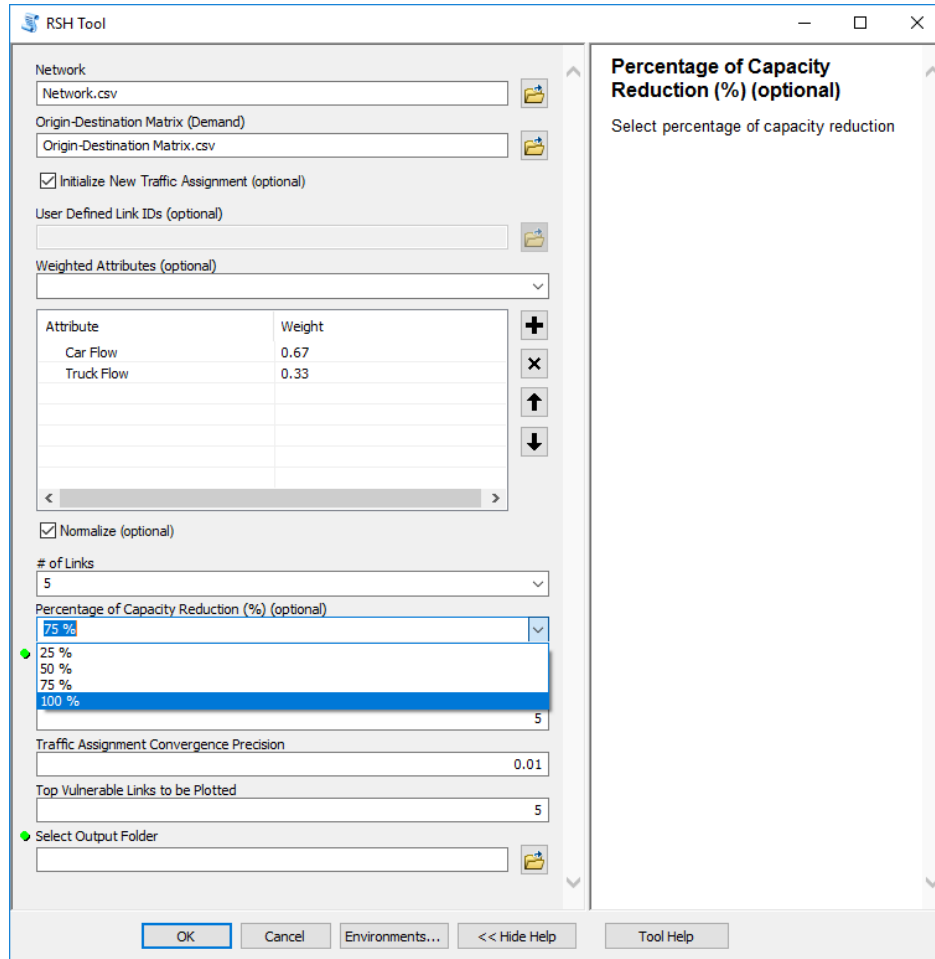 RSH Tool
Network
Network.csv
Origin-Destination Matrix (Demand)
Origin-Destination Matrix.csv
Initialize New Traffic Assignment (optional)
User Defined Link IDs (optional)
Weighted Attributes (optional)
Attribute Weight
Car Flow 0.67
Truck Flow 0.33
Normalize (optional)
# of Links
5
Percentage of Capacity Reduction (%) (optional)
75 %
25 %
50 %
75 %
100 %
5
Traffic Assignment Convergence Precision
0.01
Top Vulnerable Links to be Plotted
5
Select Output Folder
OK Cancel Environments... << Hide Help Tool Help
Percentage of Capacity
Reduction (%) (optional)
Select percentage of capacity reduction